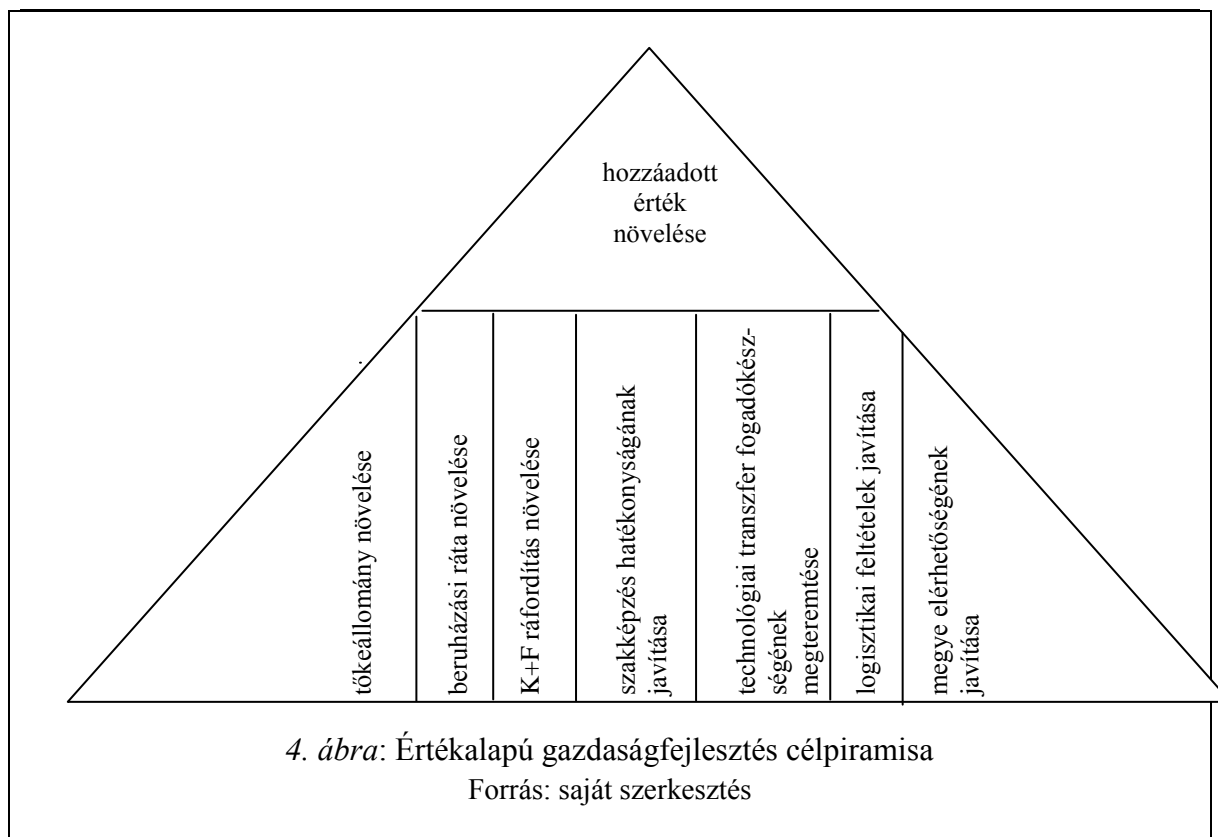 hozzáadott
érték
növelése
tőkeállomány növelése
beruházási ráta növelése
K+F ráfordítás növelése
szakképzés hatékonyságának
javítása
technológiai transzfer fogadókész-
ségének
megteremtése
logisztikai feltételek javítása
megye elérhetőségének
javítása
4. ábra: Értékalapú gazdaságfejlesztés célpiramisa
Forrás: saját szerkesztés